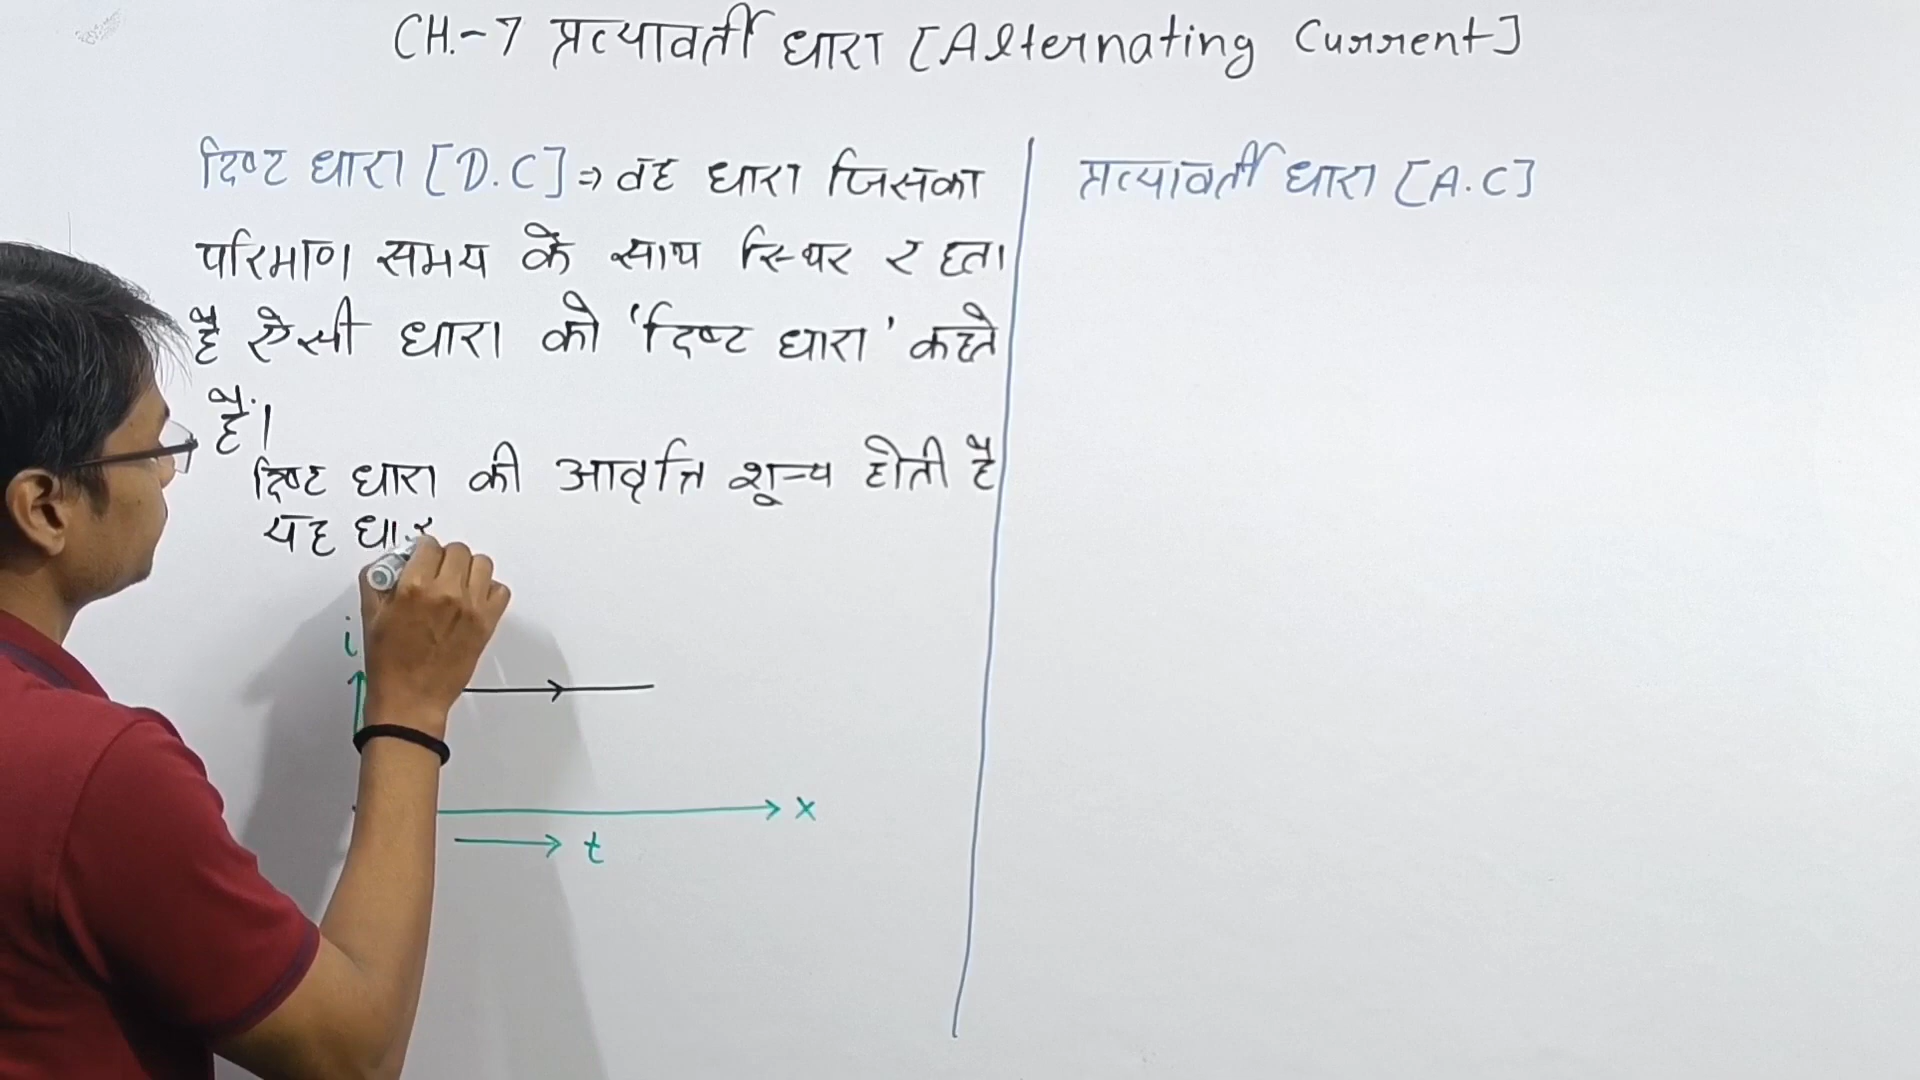 CH.-7 प्रत्यावर्ती धारा [Alternating Current]
दिष्ट धारा [D.C] ⇒ वह धारा जिसका
परिमाण समय के साथ स्थिर रहता
है ऐसी धारा को 'दिष्ट धारा' कहते
हैं।
दिष्ट धारा की आवृत्ति शून्य होती है
यह धार
i
x
t
प्रत्यावर्ती धारा [A.C]